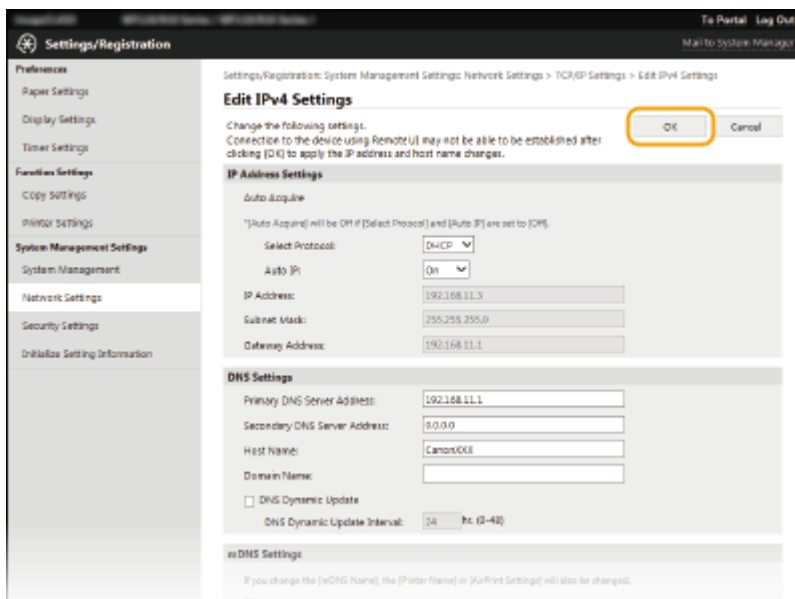 To Portal Log Out
Settings/Registration
Mail to System Manager
Preferences
Paper Settings
Display Settings
Timer Settings
Function Settings
Copy Settings
Printer Settings
System Management Settings
System Management
Network Settings
Security Settings
Initialize Setting Information
Settings/Registration: System Management Settings: Network Settings > TCP/IP Settings > Edit IPv4 Settings
Edit IPv4 Settings
Change the following settings.
Connection to the device using Remote UI may not be able to be established after
clicking [OK] to apply the IP address and host name changes.
OK Cancel
IP Address Settings
Auto Acquire
*[Auto Acquire] will be Off if [Select Protocol] and [Auto IP] are set to [Off].
Select Protocol: DHCP
Auto IP: On
IP Address: 192.168.11.3
Subnet Mask: 255.255.255.0
Gateway Address: 192.168.11.1
DNS Settings
Primary DNS Server Address: 192.168.11.1
Secondary DNS Server Address: 0.0.0.0
Host Name: CanonXXX
Domain Name:
DNS Dynamic Update
DNS Dynamic Update Interval: 24 hr. (0-48)
mDNS Settings
If you change the [mDNS Name], the [Printer Name] in [AirPrint Settings] will also be changed.